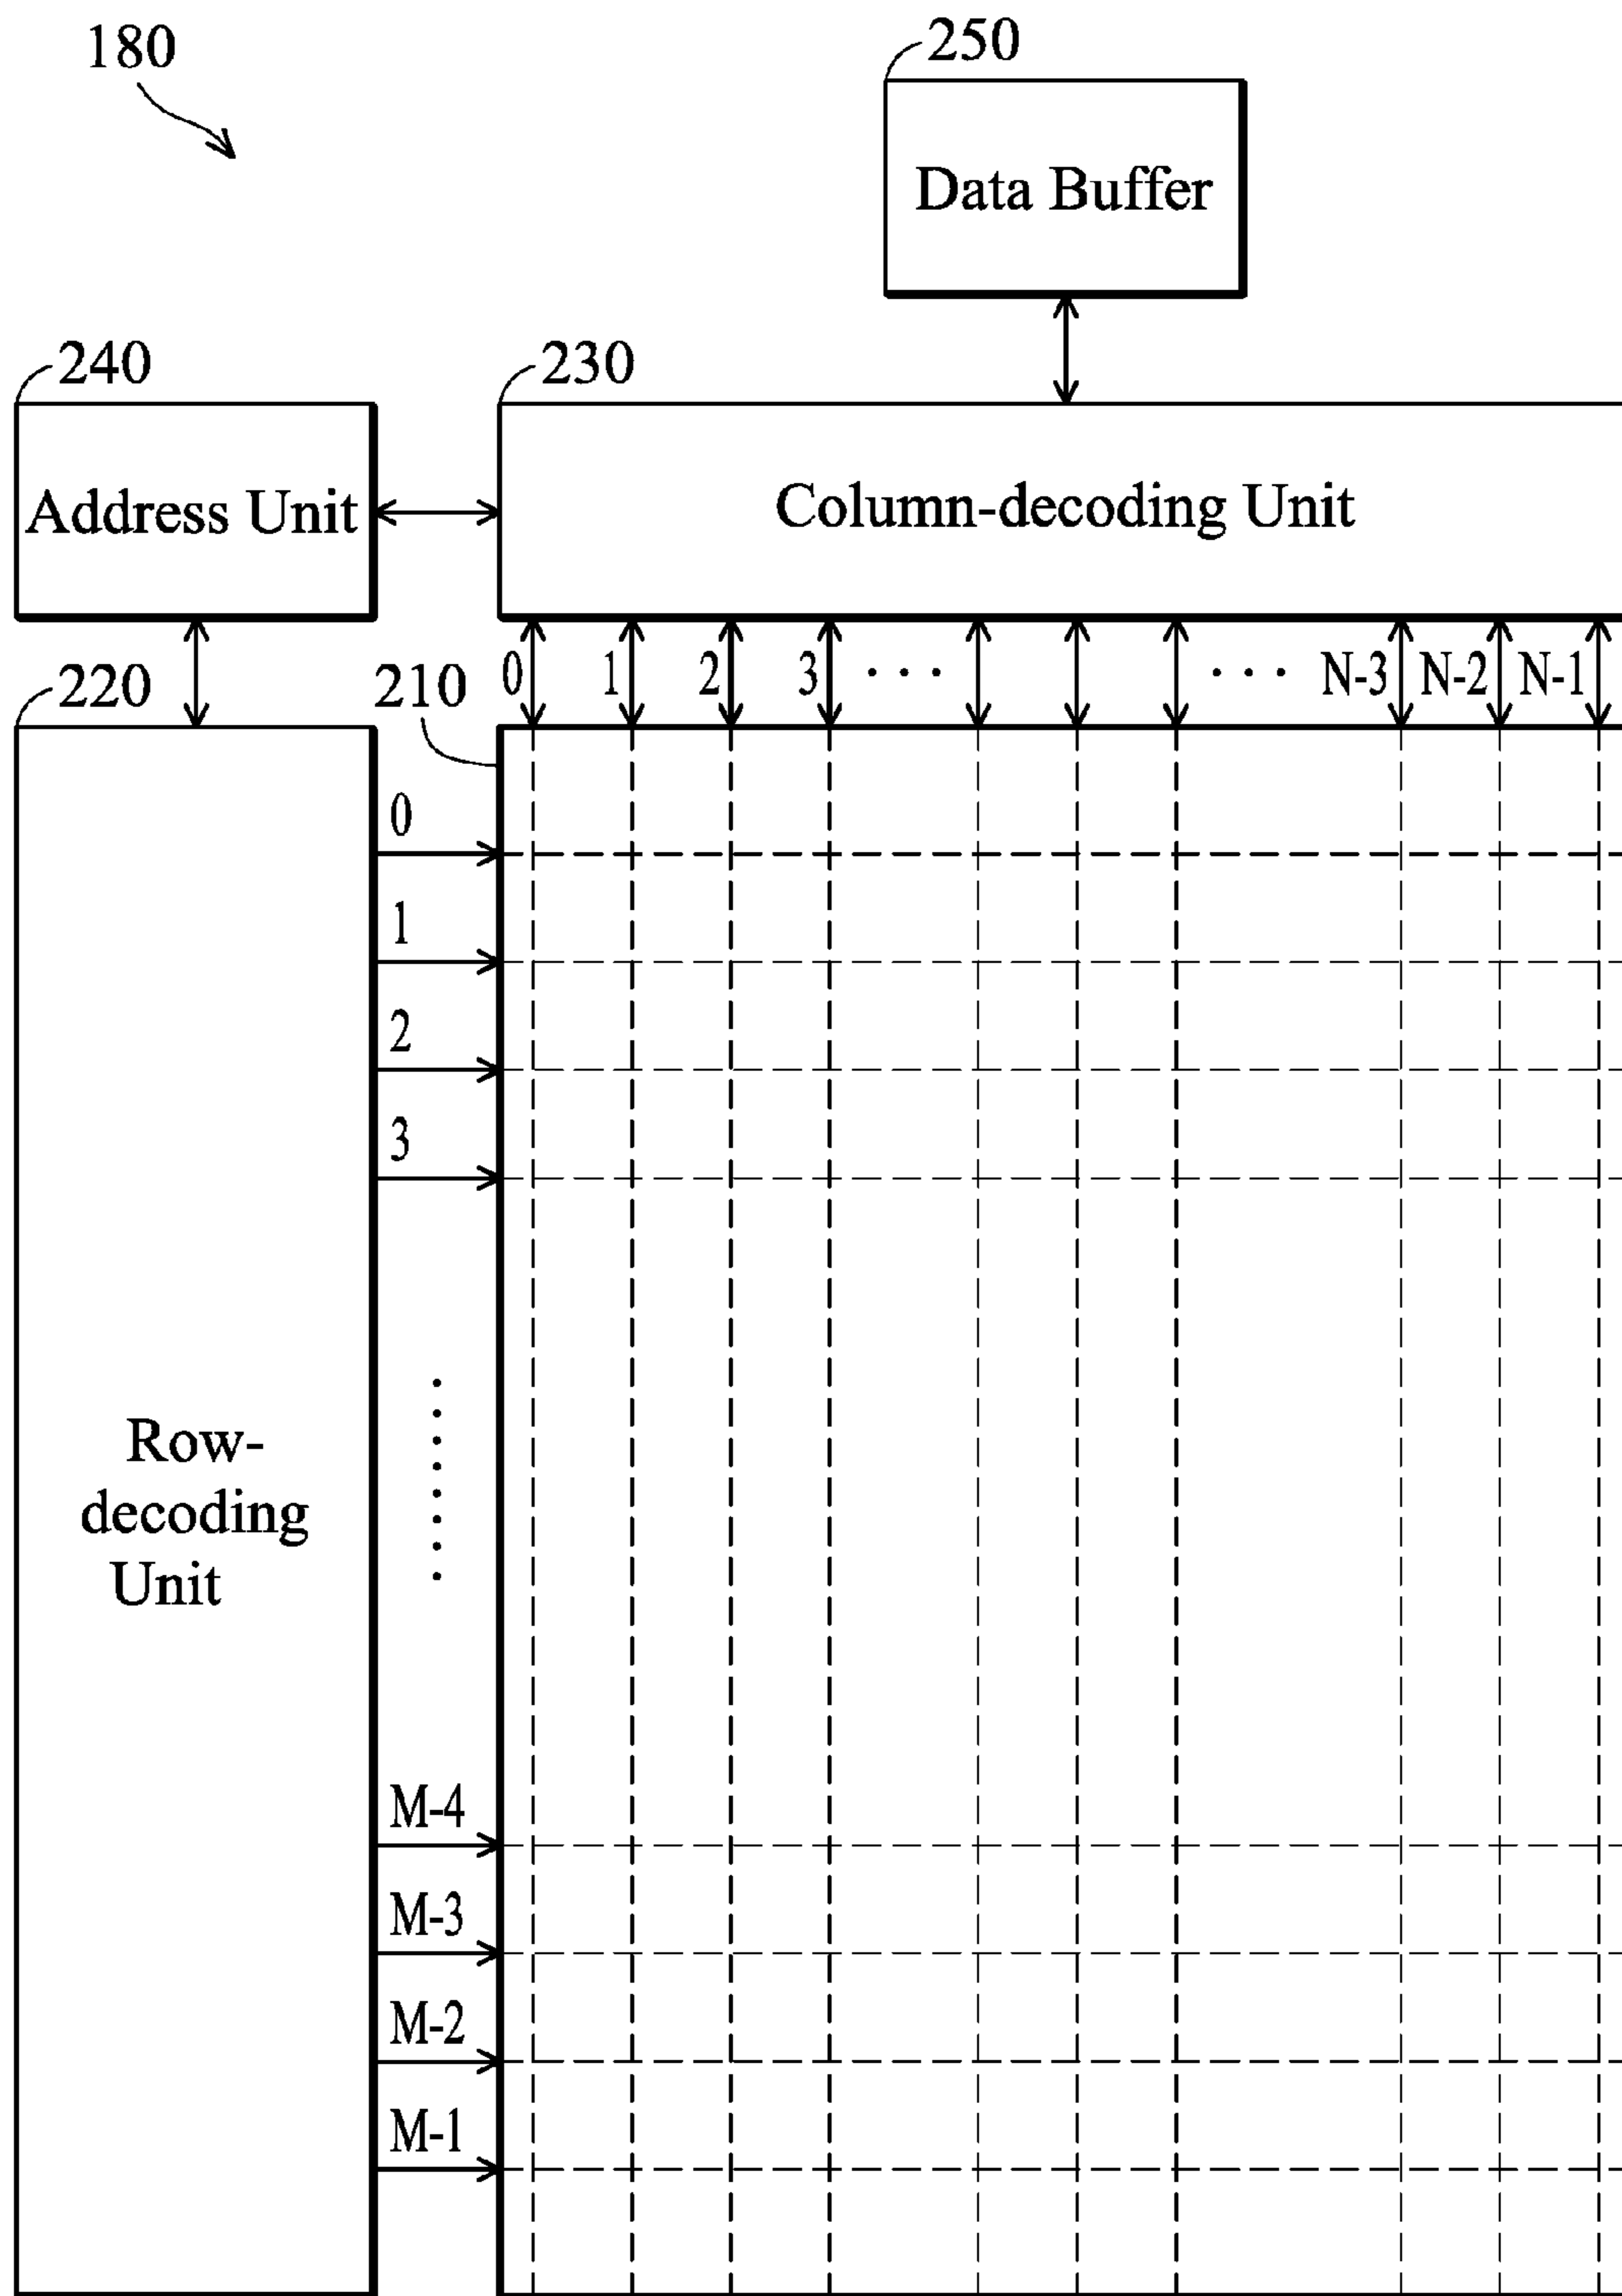 180
250
Data Buffer
240
230
Address Unit
Column-decoding Unit
220
210
0 1 2 3 · · · · · · N-3 N-2 N-1
0
1
2
3
Row-
decoding
Unit
M-4
M-3
M-2
M-1